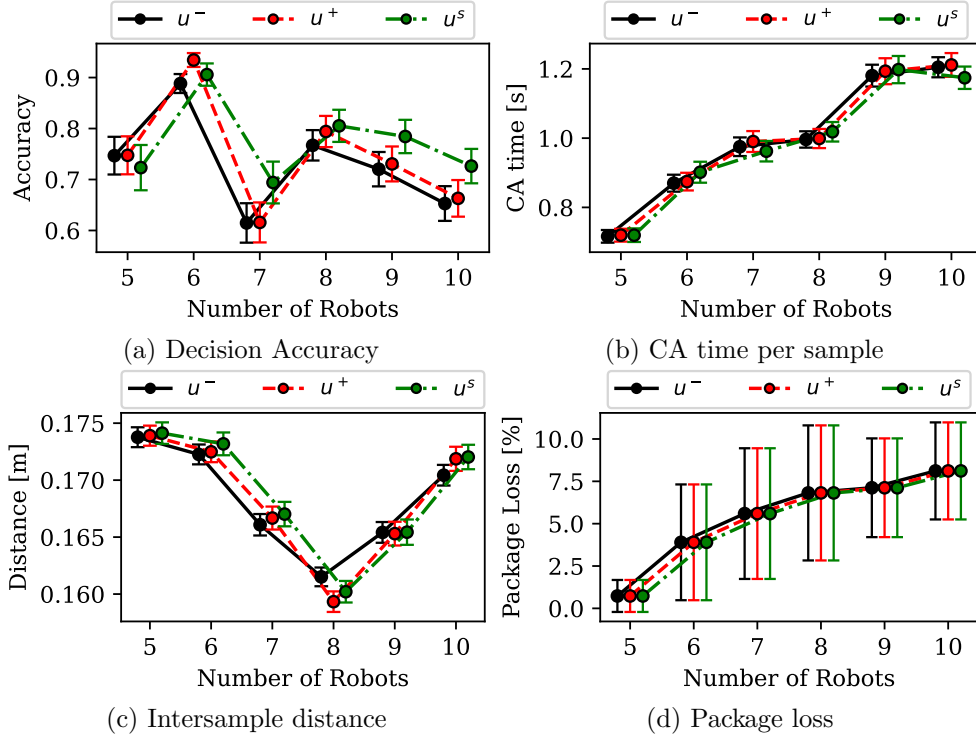 u⁻ u⁺ uˢ
Accuracy
0.9
0.8
0.7
0.6
5 6 7 8 9 10
Number of Robots
(a) Decision Accuracy
u⁻ u⁺ uˢ
CA time [s]
1.2
1.0
0.8
5 6 7 8 9 10
Number of Robots
(b) CA time per sample
u⁻ u⁺ uˢ
Distance [m]
0.175
0.170
0.165
0.160
5 6 7 8 9 10
Number of Robots
(c) Intersample distance
u⁻ u⁺ uˢ
Package Loss [%]
10.0
7.5
5.0
2.5
0.0
5 6 7 8 9 10
Number of Robots
(d) Package loss